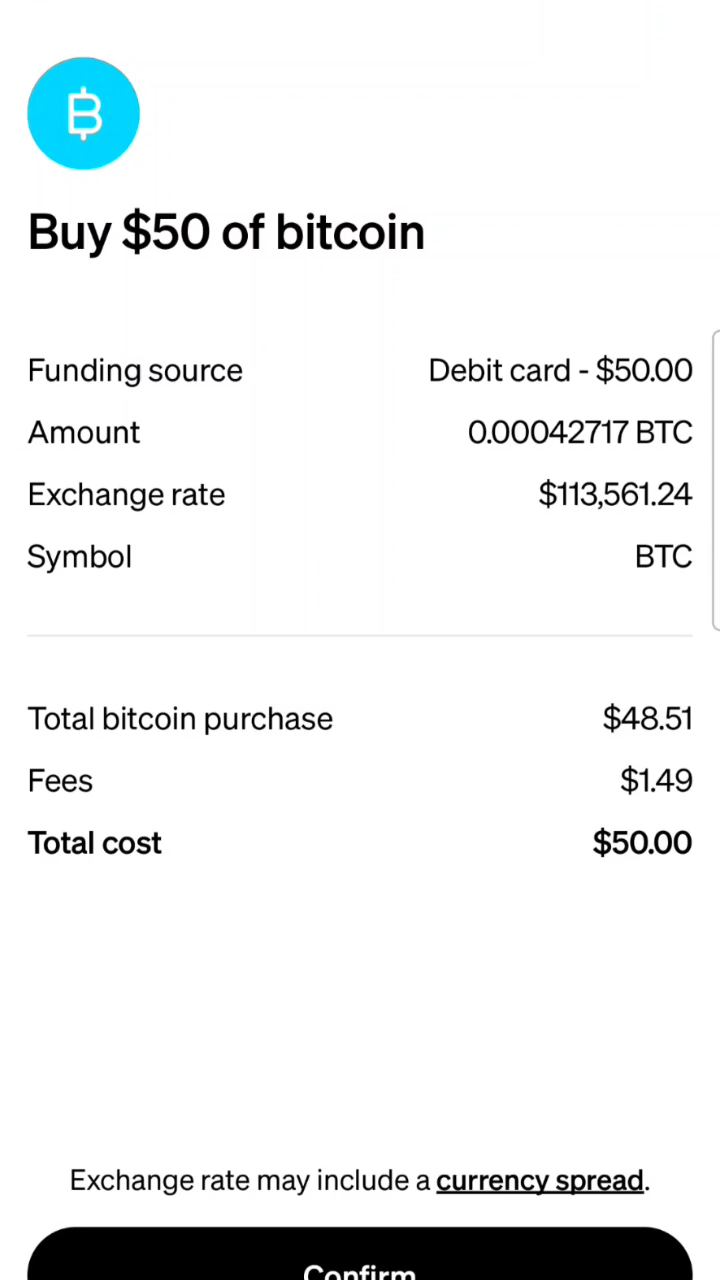 Buy $50 of bitcoin
Funding source Debit card - $50.00
Amount 0.00042717 BTC
Exchange rate $113,561.24
Symbol BTC
Total bitcoin purchase $48.51
Fees $1.49
Total cost $50.00
Exchange rate may include a currency spread.
Confirm